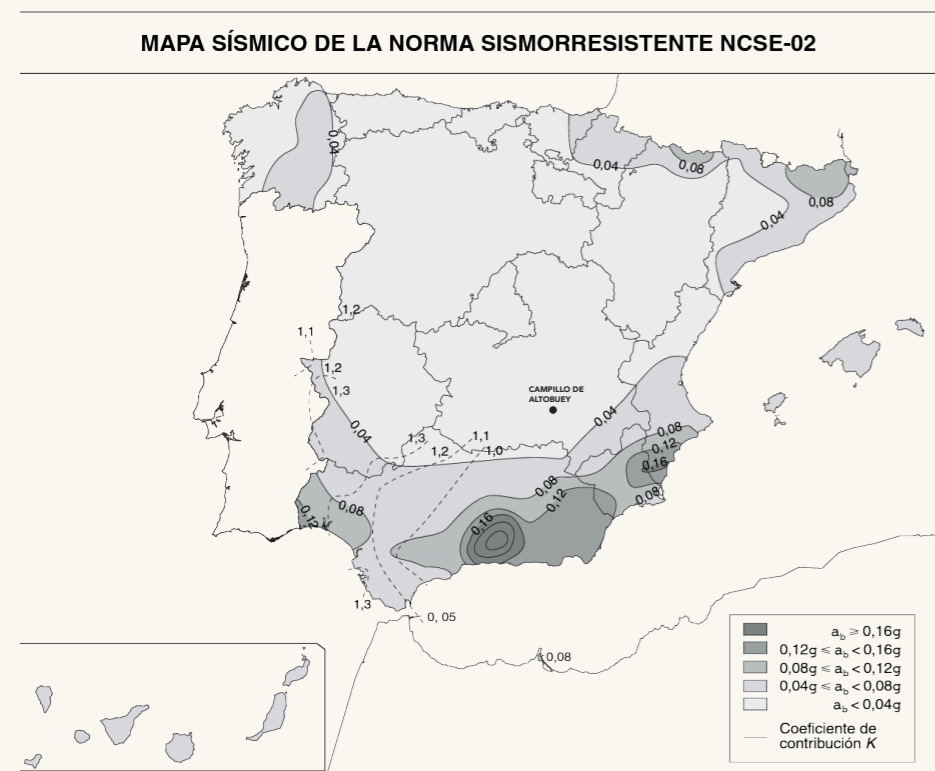 MAPA SÍSMICO DE LA NORMA SISMORRESISTENTE NCSE-02
0,04
0,04
0,08
0,08
0,04
1,2
1,1
1,2
1,3
CAMPILLO DE
ALTOBUEY
0,04
0,04
1,3
1,1
1,2
1,0
0,08
0,12
0,16
0,08
0,08
0,12
0,08
0,12
0,16
1,3
0, 05
0,08
ab ≥ 0,16g
0,12g ≤ ab < 0,16g
0,08g ≤ ab < 0,12g
0,04g ≤ ab < 0,08g
ab < 0,04g
Coeficiente de
contribución K